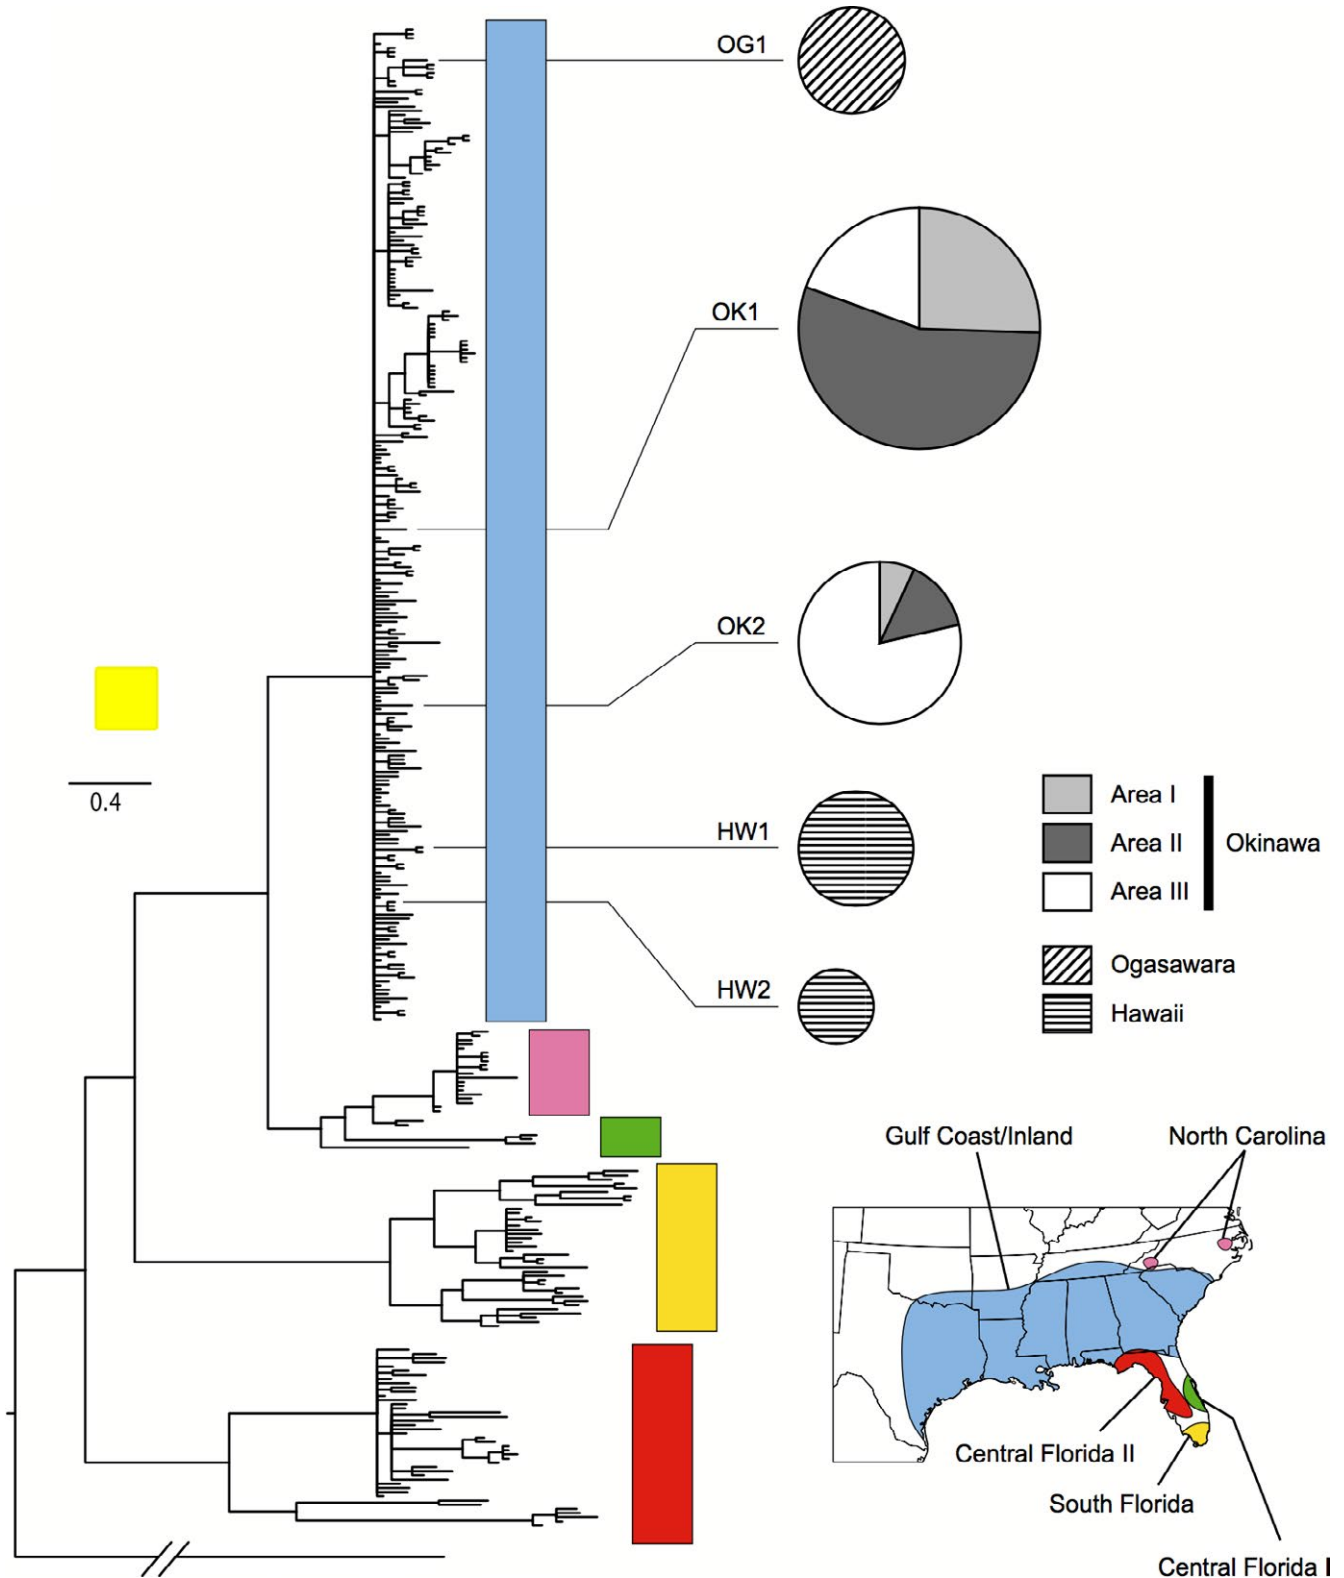 OG1
OK1
OK2
0.4
HW1
HW2
Area I
Area II
Area III
Okinawa
Ogasawara
Hawaii
Gulf Coast/Inland
North Carolina
Central Florida II
South Florida
Central Florida I